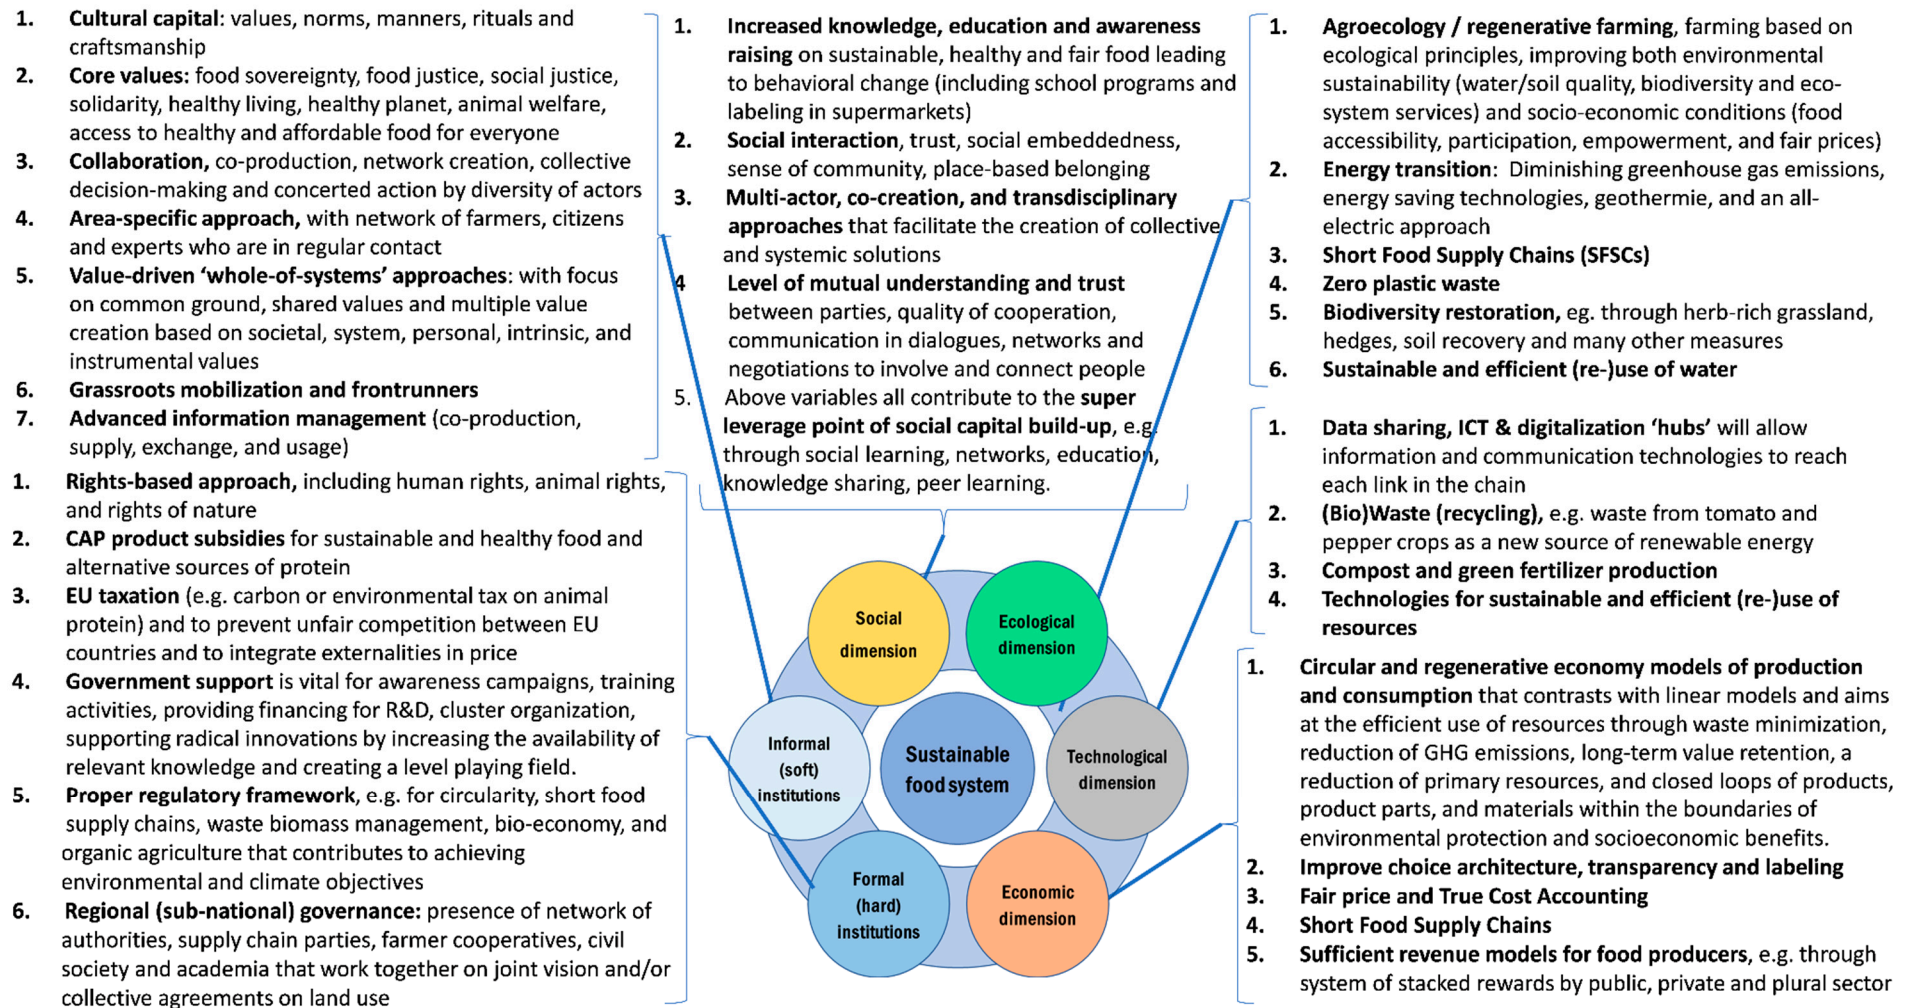 1. Cultural capital: values, norms, manners, rituals and
craftsmanship
2. Core values: food sovereignty, food justice, social justice,
solidarity, healthy living, healthy planet, animal welfare,
access to healthy and affordable food for everyone
3. Collaboration, co-production, network creation, collective
decision-making and concerted action by diversity of actors
4. Area-specific approach, with network of farmers, citizens
and experts who are in regular contact
5. Value-driven ‘whole-of-systems’ approaches: with focus
on common ground, shared values and multiple value
creation based on societal, system, personal, intrinsic, and
instrumental values
6. Grassroots mobilization and frontrunners
7. Advanced information management (co-production,
supply, exchange, and usage)
1. Rights-based approach, including human rights, animal rights,
and rights of nature
2. CAP product subsidies for sustainable and healthy food and
alternative sources of protein
3. EU taxation (e.g. carbon or environmental tax on animal
protein) and to prevent unfair competition between EU
countries and to integrate externalities in price
4. Government support is vital for awareness campaigns, training
activities, providing financing for R&D, cluster organization,
supporting radical innovations by increasing the availability of
relevant knowledge and creating a level playing field.
5. Proper regulatory framework, e.g. for circularity, short food
supply chains, waste biomass management, bio-economy, and
organic agriculture that contributes to achieving
environmental and climate objectives
6. Regional (sub-national) governance: presence of network of
authorities, supply chain parties, farmer cooperatives, civil
society and academia that work together on joint vision and/or
collective agreements on land use
1. Increased knowledge, education and awareness
raising on sustainable, healthy and fair food leading
to behavioral change (including school programs and
labeling in supermarkets)
2. Social interaction, trust, social embeddedness,
sense of community, place-based belonging
3. Multi-actor, co-creation, and transdisciplinary
approaches that facilitate the creation of collective
and systemic solutions
4 Level of mutual understanding and trust
between parties, quality of cooperation,
communication in dialogues, networks and
negotiations to involve and connect people
5. Above variables all contribute to the super
leverage point of social capital build-up, e.g.
through social learning, networks, education,
knowledge sharing, peer learning.
Social
dimension
Ecological
dimension
Informal
(soft)
institutions
Sustainable
food system
Technological
dimension
Formal
(hard)
institutions
Economic
dimension
1. Agroecology / regenerative farming, farming based on
ecological principles, improving both environmental
sustainability (water/soil quality, biodiversity and eco-
system services) and socio-economic conditions (food
accessibility, participation, empowerment, and fair prices)
2. Energy transition: Diminishing greenhouse gas emissions,
energy saving technologies, geothermie, and an all-
electric approach
3. Short Food Supply Chains (SFSCs)
4. Zero plastic waste
5. Biodiversity restoration, eg. through herb-rich grassland,
hedges, soil recovery and many other measures
6. Sustainable and efficient (re-)use of water
1. Data sharing, ICT & digitalization ‘hubs’ will allow
information and communication technologies to reach
each link in the chain
2. (Bio)Waste (recycling), e.g. waste from tomato and
pepper crops as a new source of renewable energy
3. Compost and green fertilizer production
4. Technologies for sustainable and efficient (re-)use of
resources
1. Circular and regenerative economy models of production
and consumption that contrasts with linear models and aims
at the efficient use of resources through waste minimization,
reduction of GHG emissions, long-term value retention, a
reduction of primary resources, and closed loops of products,
product parts, and materials within the boundaries of
environmental protection and socioeconomic benefits.
2. Improve choice architecture, transparency and labeling
3. Fair price and True Cost Accounting
4. Short Food Supply Chains
5. Sufficient revenue models for food producers, e.g. through
system of stacked rewards by public, private and plural sector